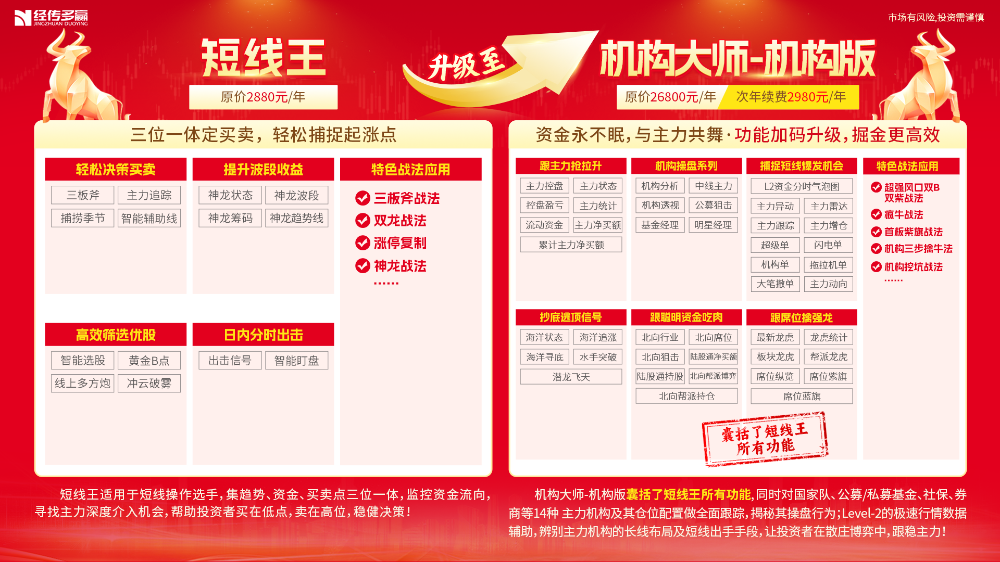 经传多赢
JINGZHUAN DUOYING
市场有风险,投资需谨慎
短线王
升级至
机构大师-机构版
原价2880元/年
原价26800元/年
次年续费2980元/年
三位一体定买卖，轻松捕捉起涨点
轻松决策买卖
三板斧
主力追踪
捕捞季节
智能辅助线
提升波段收益
神龙状态
神龙波段
神龙筹码
神龙趋势线
特色战法应用
三板斧战法
双龙战法
涨停复制
神龙战法
……
高效筛选优股
智能选股
黄金B点
线上多方炮
冲云破雾
日内分时出击
出击信号
智能盯盘
资金永不眠，与主力共舞·功能加码升级，掘金更高效
跟主力抢拉升
主力控盘
主力状态
控盘盈亏
主力统计
流动资金
主力净买额
累计主力净买额
机构操盘系列
机构分析
中线主力
机构透视
公募狙击
基金经理
明星经理
捕捉短线爆发机会
L2资金分时气泡图
主力异动
主力雷达
主力跟踪
主力增仓
超级单
闪电单
机构单
拖拉机单
大笔撤单
主力动向
特色战法应用
超强风口双B
双紫战法
疯牛战法
首板紫旗战法
机构三步擒牛法
机构挖坑战法
……
抄底逃顶信号
海洋状态
海洋追涨
海洋寻底
水手突破
潜龙飞天
跟聪明资金吃肉
北向行业
北向席位
北向狙击
陆股通净买额
陆股通持股
北向帮派博弈
北向帮派持仓
跟席位擒强龙
最新龙虎
龙虎统计
板块龙虎
帮派龙虎
席位纵览
席位紫旗
席位蓝旗
囊括了短线王
所有功能
短线王适用于短线操作选手，集趋势、资金、买卖点三位一体，监控资金流向，
寻找主力深度介入机会，帮助投资者买在低点，卖在高位，稳健决策！
机构大师-机构版囊括了短线王所有功能，同时对国家队、公募/私募基金、社保、券
商等14种 主力机构及其仓位配置做全面跟踪，揭秘其操盘行为；Level-2的极速行情数据
辅助，辨别主力机构的长线布局及短线出手手段，让投资者在散庄博弈中，跟稳主力！